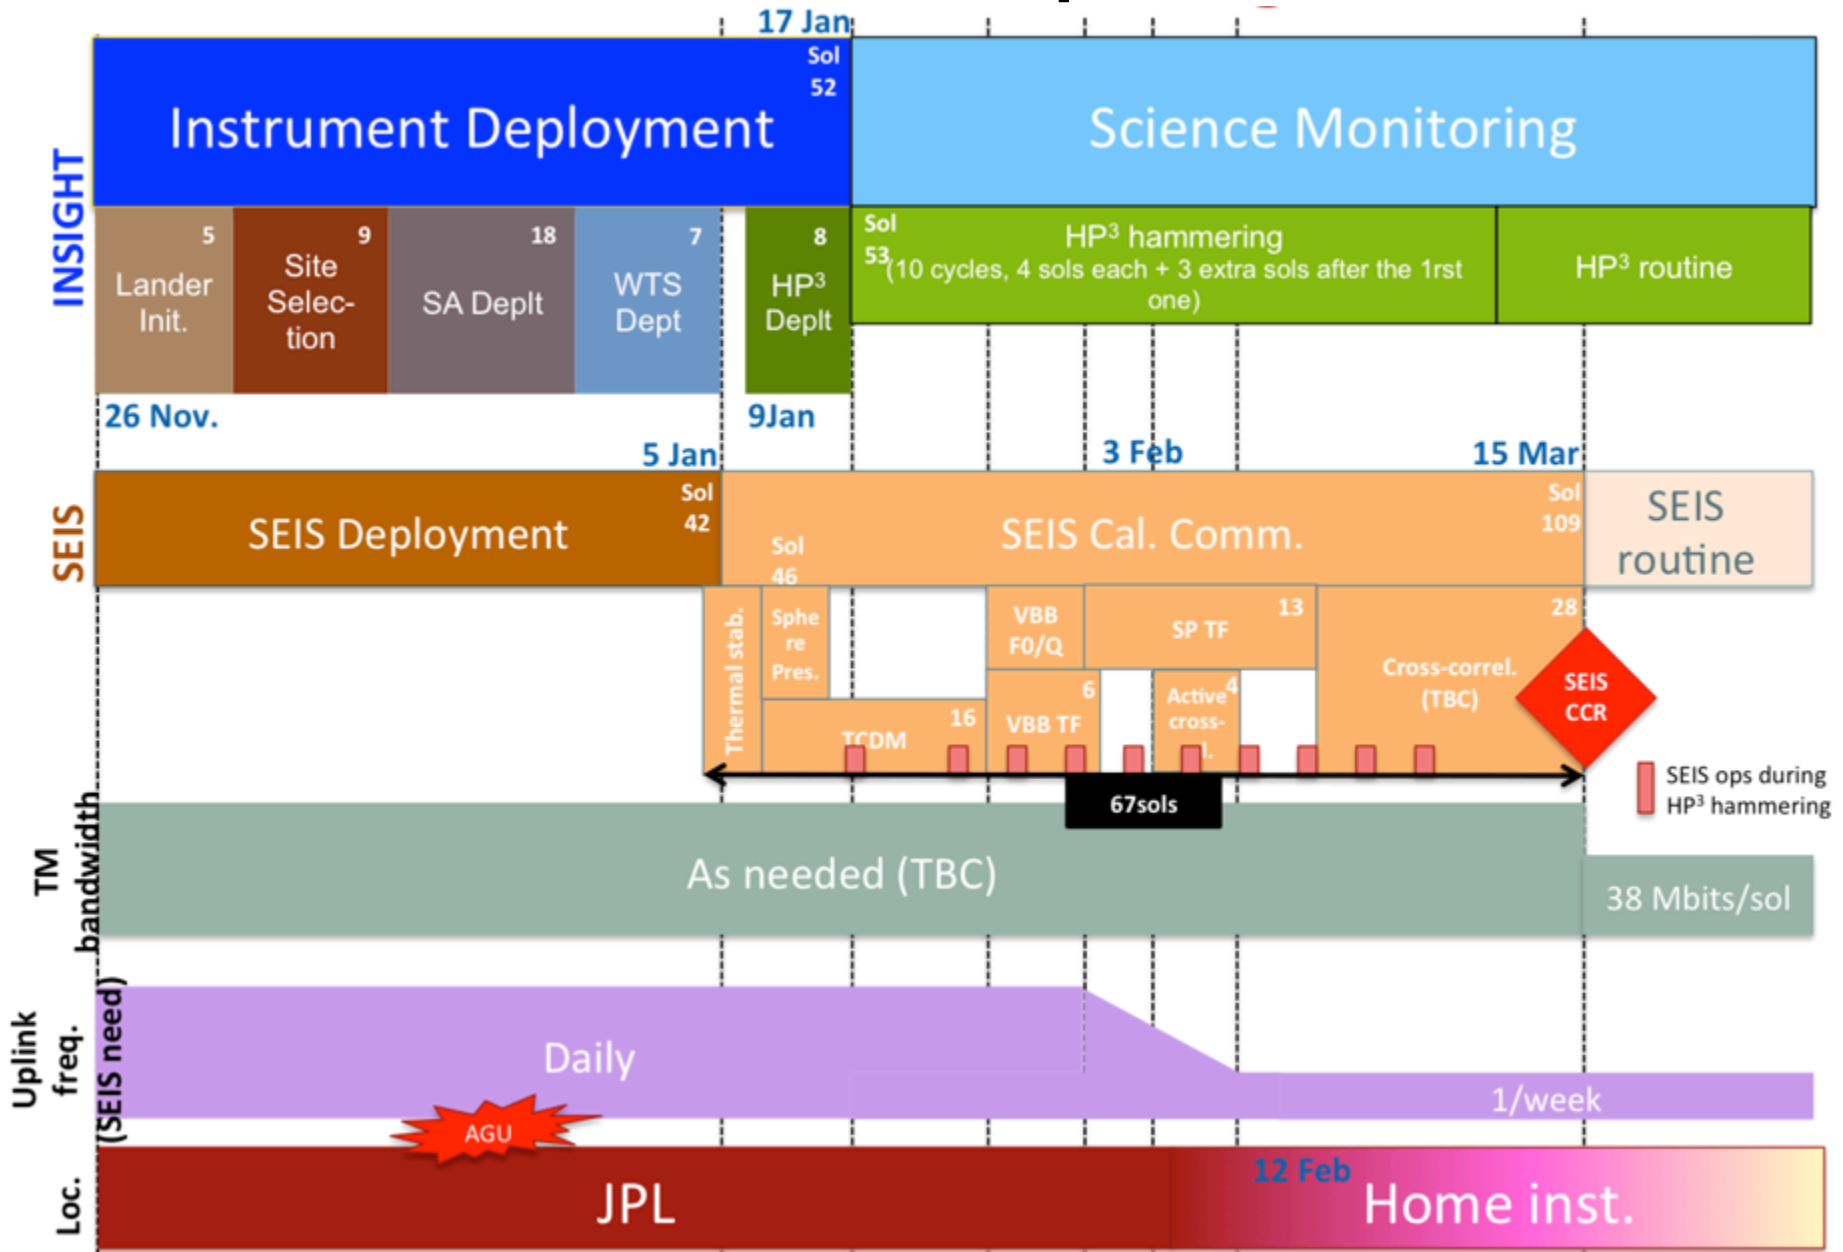 17 Jan
Sol
52
Instrument Deployment
Science Monitoring
INSIGHT
5
Lander
Init.
9
Site
Selec-
tion
18
SA Deplt
7
WTS
Dept
8
HP³
Deplt
Sol
53
HP³ hammering
(10 cycles, 4 sols each + 3 extra sols after the 1rst
one)
HP³ routine
26 Nov.
9Jan
5 Jan
3 Feb
15 Mar
SEIS
SEIS Deployment
Sol
42
SEIS Cal. Comm.
Sol
46
Sol
109
SEIS
routine
Thermal stab.
Sphe
re
Pres.
16
TCDM
VBB
F0/Q
6
VBB TF
13
SP TF
4
Active
cross-
l.
28
Cross-correl.
(TBC)
SEIS
CCR
67sols
SEIS ops during
HP³ hammering
TM
bandwidth
As needed (TBC)
38 Mbits/sol
Uplink
freq.
(SEIS need)
Daily
1/week
AGU
Loc.
JPL
12 Feb
Home inst.